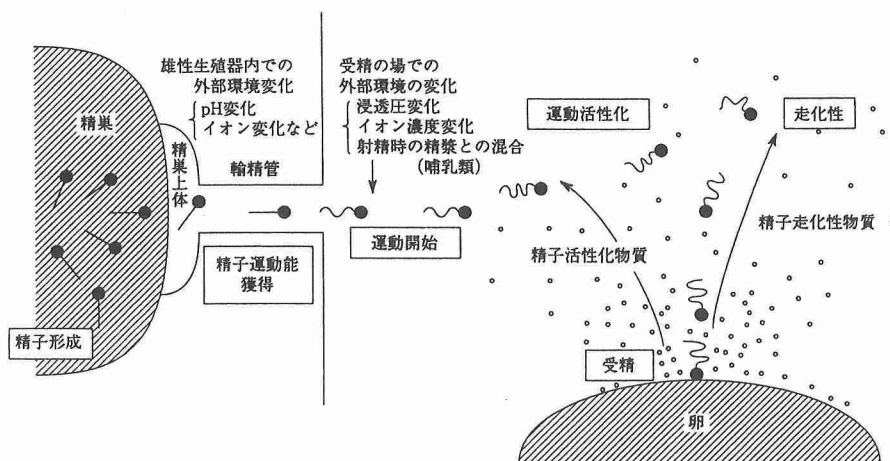 雄性生殖器内での
外部環境変化
pH変化
イオン変化など
受精の場での
外部環境の変化
浸透圧変化
イオン濃度変化
射精時の精漿との混合
(哺乳類)
精巣
精巣上体
輸精管
運動開始
精子運動能
獲得
精子形成
運動活性化
走化性
精子活性化物質
精子走化性物質
受精
卵